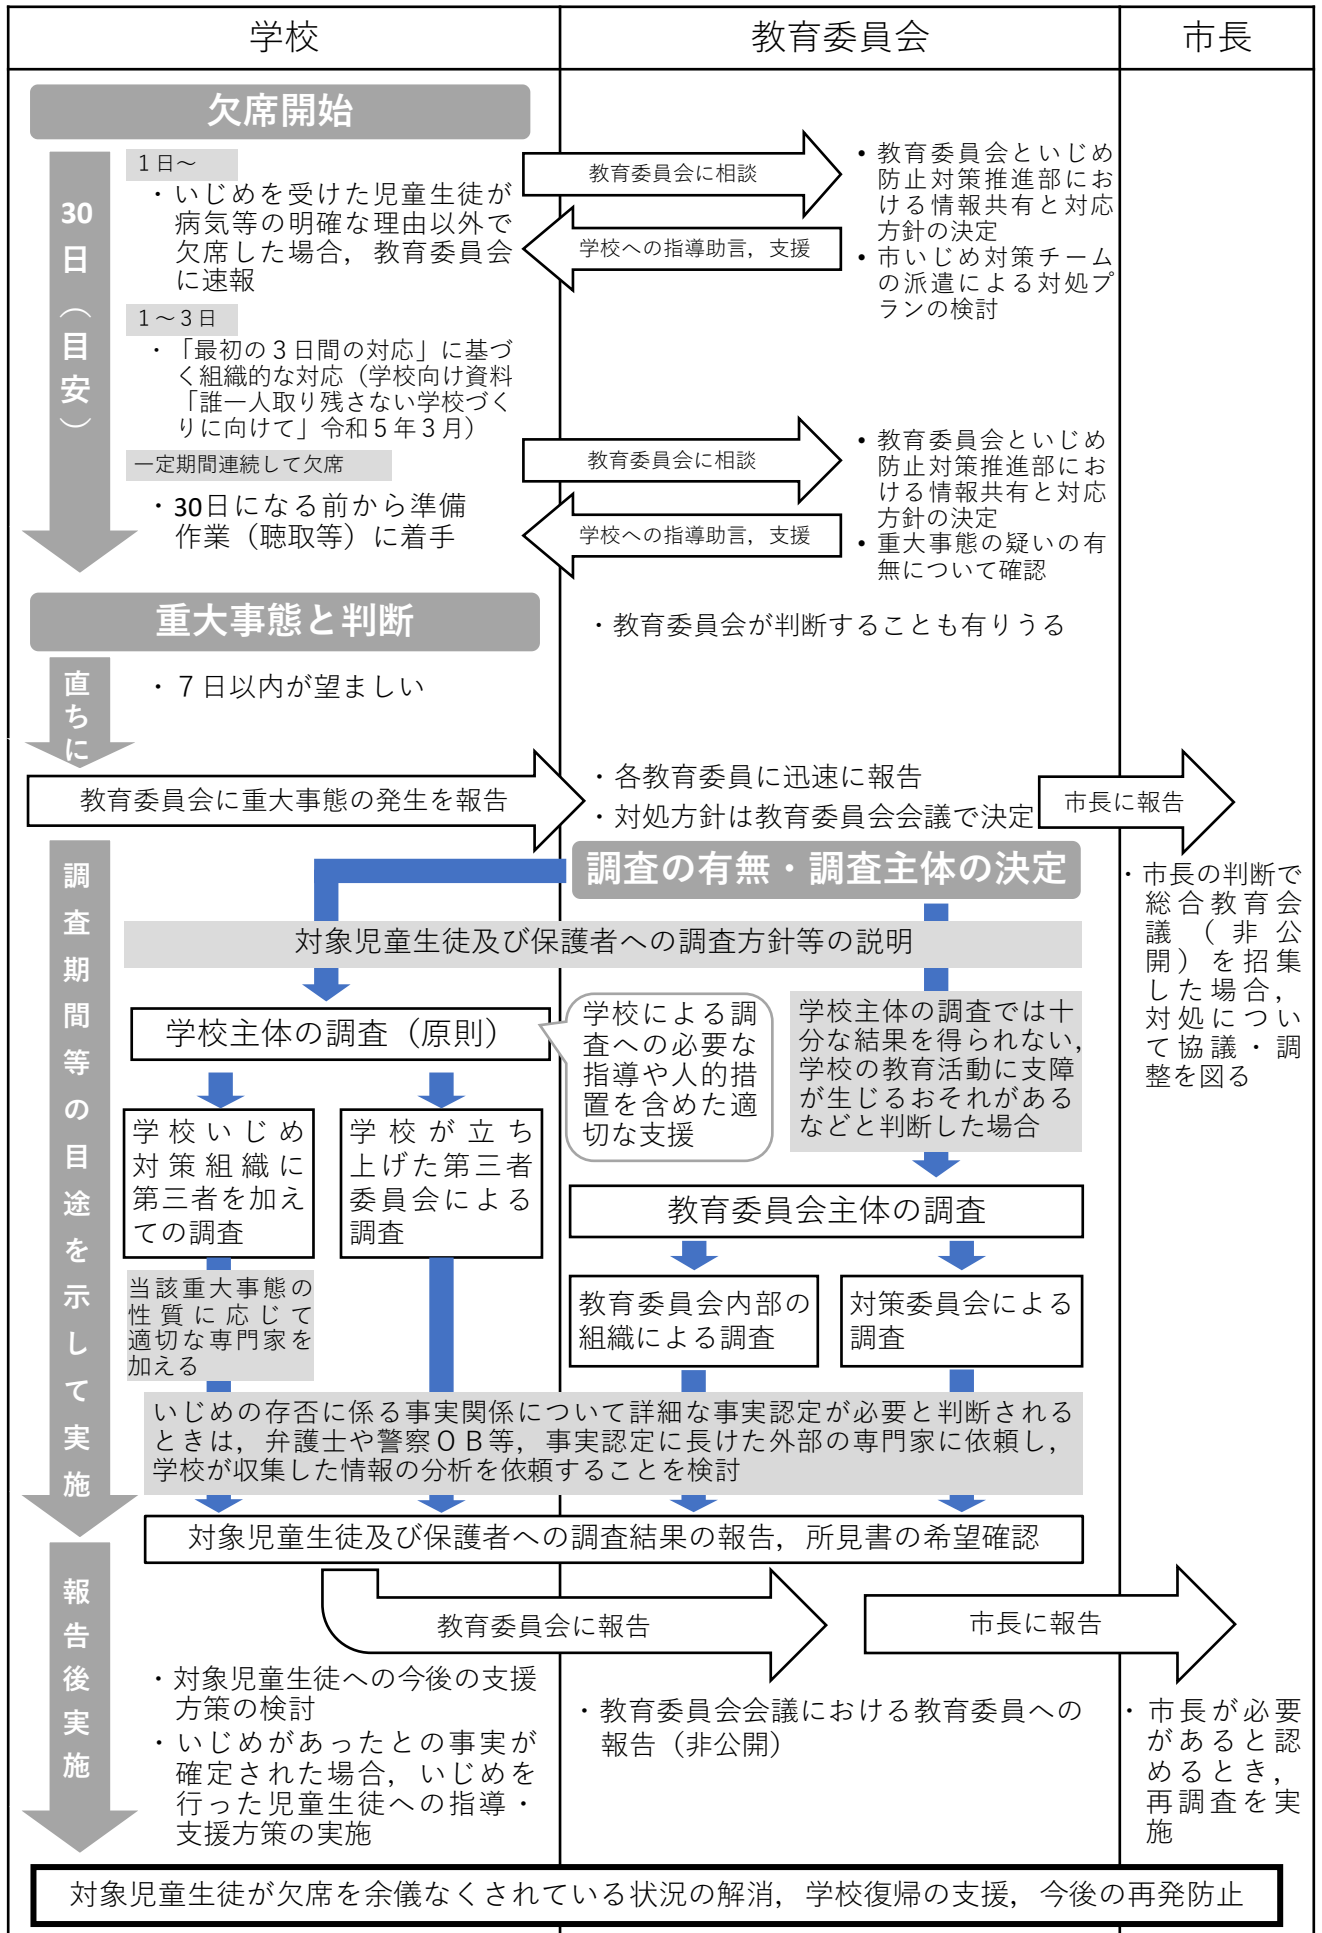 学校
教育委員会
市長
欠席開始
30日（目安）
１日～
・いじめを受けた児童生徒が
病気等の明確な理由以外で
欠席した場合，教育委員会
に速報
教育委員会に相談
学校への指導助言，支援
• 教育委員会といじめ
防止対策推進部にお
ける情報共有と対応
方針の決定
• 市いじめ対策チーム
の派遣による対処プ
ランの検討
１～３日
・「最初の３日間の対応」に基づ
く組織的な対応（学校向け資料
「誰一人取り残さない学校づく
りに向けて」令和５年３月）
一定期間連続して欠席
・30日になる前から準備
作業（聴取等）に着手
教育委員会に相談
学校への指導助言，支援
• 教育委員会といじめ
防止対策推進部にお
ける情報共有と対応
方針の決定
• 重大事態の疑いの有
無について確認
重大事態と判断
・教育委員会が判断することも有りうる
直ちに
・７日以内が望ましい
教育委員会に重大事態の発生を報告
・各教育委員に迅速に報告
・対処方針は教育委員会会議で決定
市長に報告
調査期間等の目途を示して実施
調査の有無・調査主体の決定
・市長の判断で
総合教育会
議（非公
開）を招集
した場合，
対処につい
て協議・調
整を図る
対象児童生徒及び保護者への調査方針等の説明
学校主体の調査（原則）
学校による調
査への必要な
指導や人的措
置を含めた適
切な支援
学校主体の調査では十
分な結果を得られない，
学校の教育活動に支障
が生じるおそれがある
などと判断した場合
学校いじめ
対策組織に
第三者を加え
ての調査
学校が立ち
上げた第三者
委員会による
調査
教育委員会主体の調査
当該重大事態の
性質に応じて
適切な専門家を
加える
教育委員会内部の
組織による調査
対策委員会による
調査
いじめの存否に係る事実関係について詳細な事実認定が必要と判断される
ときは，弁護士や警察ＯＢ等，事実認定に長けた外部の専門家に依頼し，
学校が収集した情報の分析を依頼することを検討
対象児童生徒及び保護者への調査結果の報告，所見書の希望確認
報告後実施
教育委員会に報告
市長に報告
・対象児童生徒への今後の支援
方策の検討
・いじめがあったとの事実が
確定された場合，いじめを
行った児童生徒への指導・
支援方策の実施
・教育委員会会議における教育委員への
報告（非公開）
・市長が必要
があると認
めるとき，
再調査を実
施
対象児童生徒が欠席を余儀なくされている状況の解消，学校復帰の支援，今後の再発防止